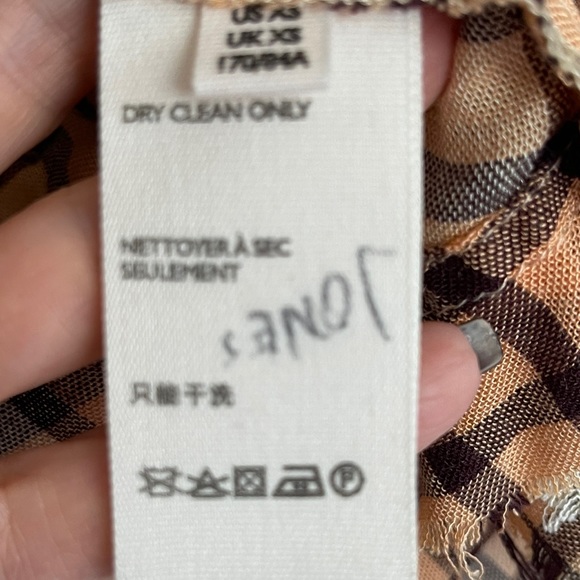 US XS
UK XS
170/84A
DRY CLEAN ONLY
NETTOYER À SEC
SEULEMENT
JONES
只能干洗
P